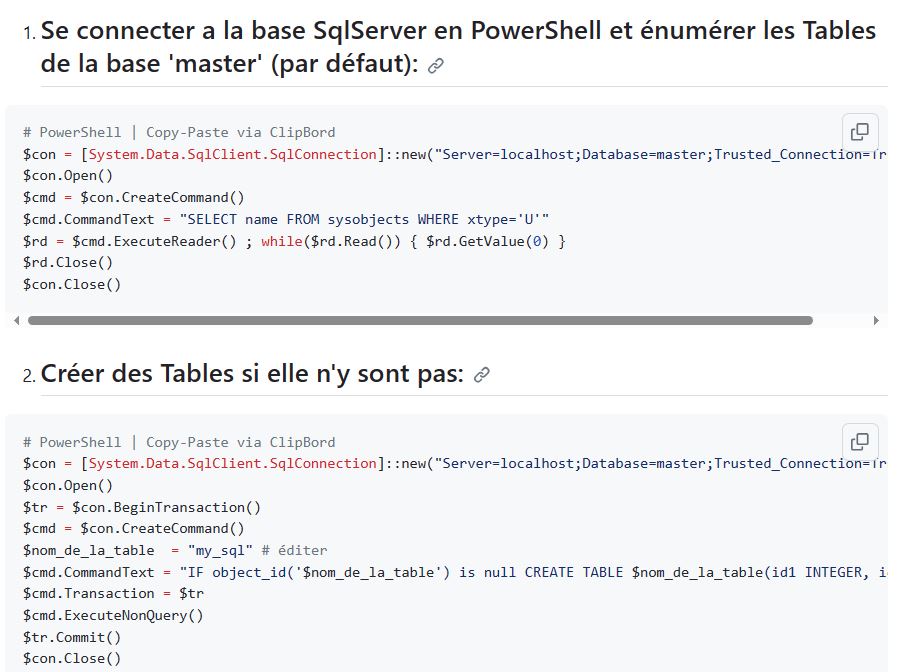 1. Se connecter a la base SqlServer en PowerShell et énumérer les Tables
de la base 'master' (par défaut):
# PowerShell | Copy-Paste via ClipBord
$con = [System.Data.SqlClient.SqlConnection]::new("Server=localhost;Database=master;Trusted_Connection=Tr
$con.Open()
$cmd = $con.CreateCommand()
$cmd.CommandText = "SELECT name FROM sysobjects WHERE xtype='U'"
$rd = $cmd.ExecuteReader() ; while($rd.Read()) { $rd.GetValue(0) }
$rd.Close()
$con.Close()
2. Créer des Tables si elle n'y sont pas:
# PowerShell | Copy-Paste via ClipBord
$con = [System.Data.SqlClient.SqlConnection]::new("Server=localhost;Database=master;Trusted_Connection=Tr
$con.Open()
$tr = $con.BeginTransaction()
$cmd = $con.CreateCommand()
$nom_de_la_table  = "my_sql" # éditer
$cmd.CommandText = "IF object_id('$nom_de_la_table') is null CREATE TABLE $nom_de_la_table(id1 INTEGER, i
$cmd.Transaction = $tr
$cmd.ExecuteNonQuery()
$tr.Commit()
$con.Close()